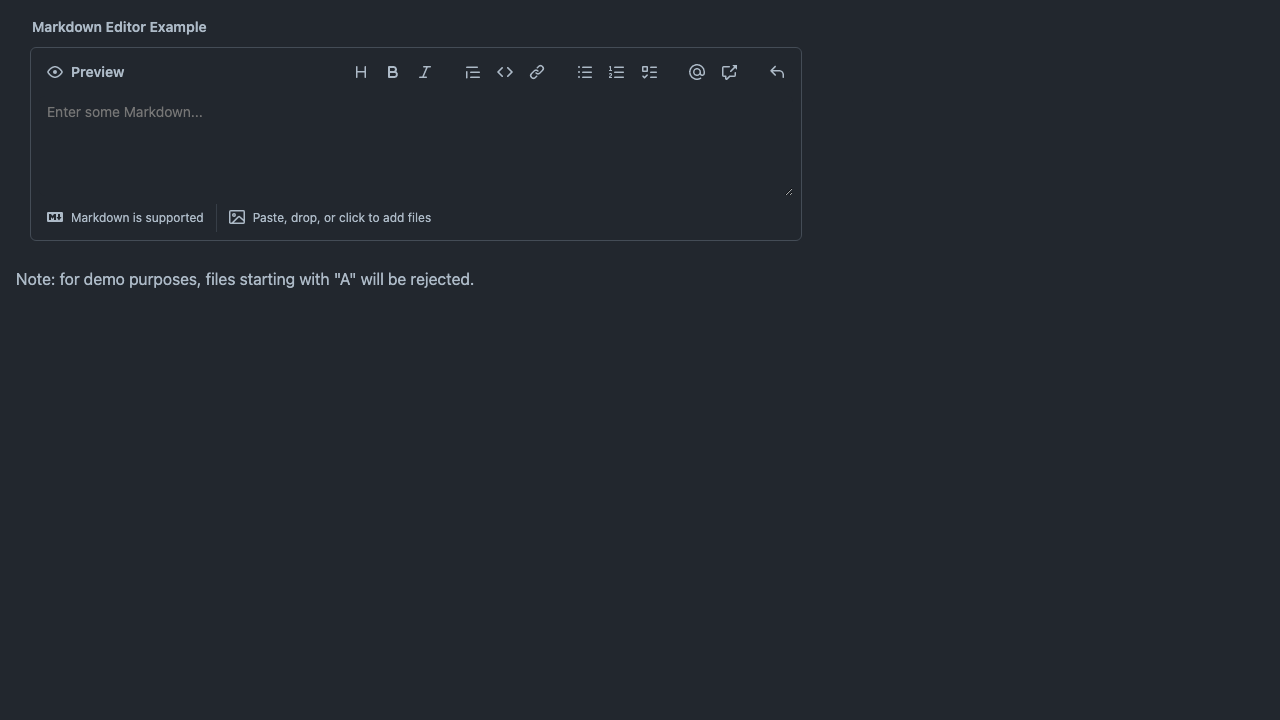 Markdown Editor Example
Preview
Enter some Markdown...
Markdown is supported
Paste, drop, or click to add files
Note: for demo purposes, files starting with "A" will be rejected.